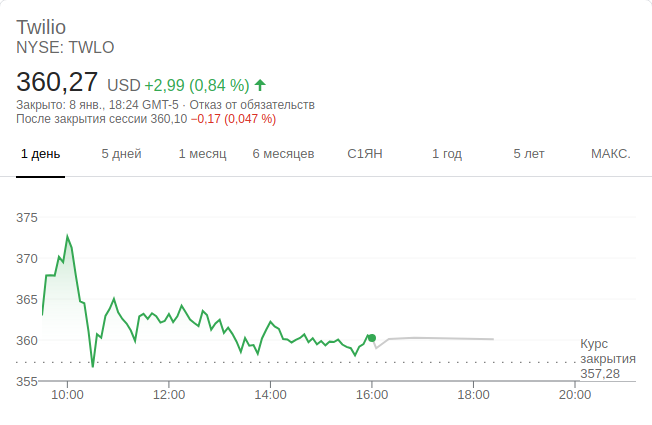 Twilio
NYSE: TWLO
360,27 USD +2,99 (0,84 %)
Закрыто: 8 янв., 18:24 GMT-5 · Отказ от обязательств
После закрытия сессии 360,10 −0,17 (0,047 %)
1 день 5 дней 1 месяц 6 месяцев С1ЯН 1 год 5 лет МАКС.
375
370
365
360
355
Курс
закрытия
357,28
10:00 12:00 14:00 16:00 18:00 20:00